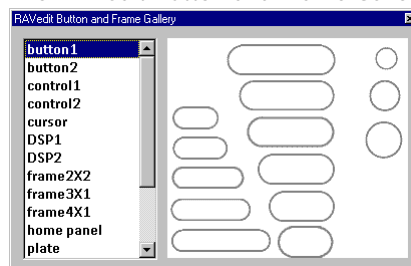 RAVedit Button and Frame Gallery
button1
button2
control1
control2
cursor
DSP1
DSP2
frame2X2
frame3X1
frame4X1
home panel
plate